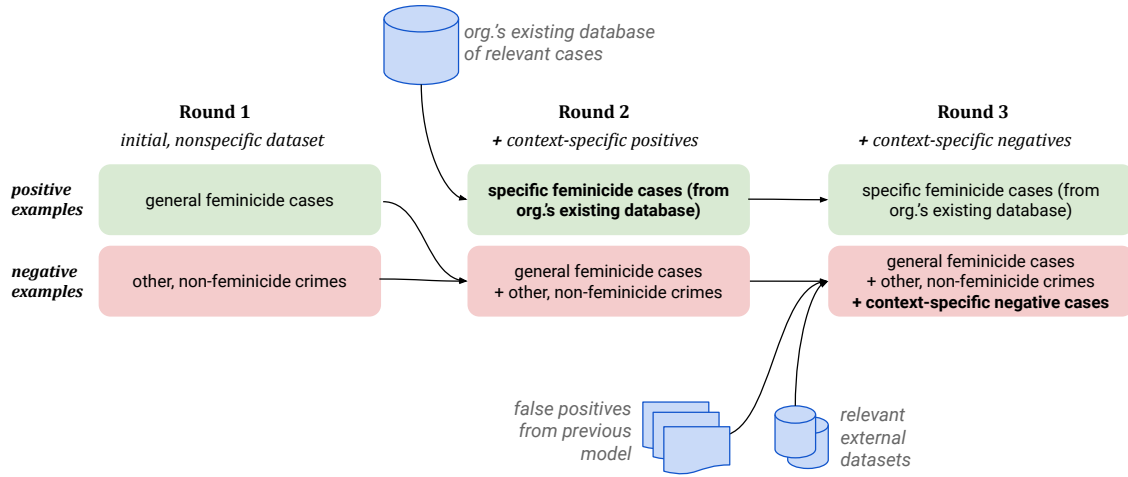 org.'s existing database
of relevant cases
Round 1
initial, nonspecific dataset
Round 2
+ context-specific positives
Round 3
+ context-specific negatives
positive
examples
general feminicide cases
specific feminicide cases (from
org.'s existing database)
specific feminicide cases (from
org.'s existing database)
negative
examples
other, non-feminicide crimes
general feminicide cases
+ other, non-feminicide crimes
general feminicide cases
+ other, non-feminicide crimes
+ context-specific negative cases
false positives
from previous
model
relevant
external
datasets